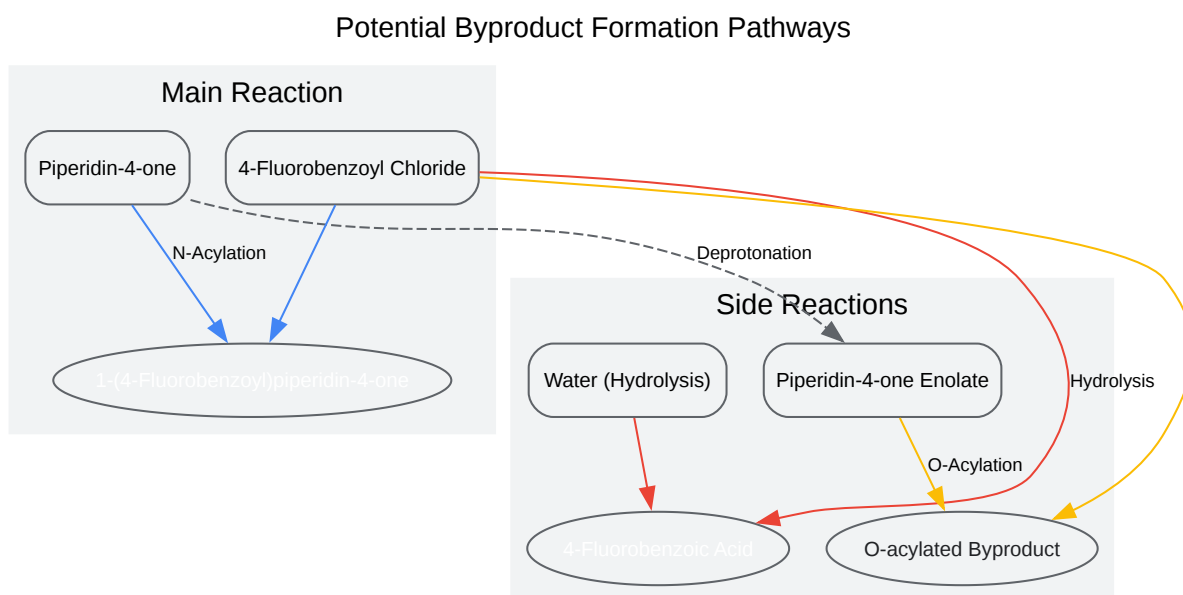 Potential Byproduct Formation Pathways
Main Reaction
Piperidin-4-one
4-Fluorobenzoyl Chloride
N-Acylation
Deprotonation
1-(4-Fluorobenzoyl)piperidin-4-one
Side Reactions
Water (Hydrolysis)
Piperidin-4-one Enolate
Hydrolysis
O-Acylation
4-Fluorobenzoic Acid
O-acylated Byproduct